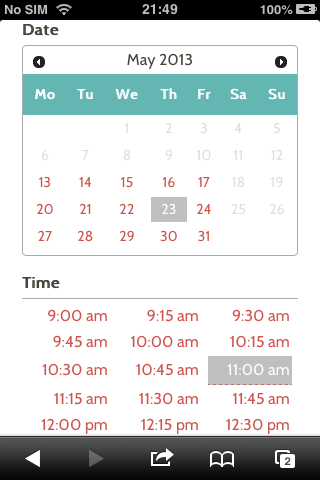 No SIM 21:49 100%
Date
May 2013
Mo Tu We Th Fr Sa Su
1 2 3 4 5
6 7 8 9 10 11 12
13 14 15 16 17 18 19
20 21 22 23 24 25 26
27 28 29 30 31
Time
9:00 am 9:15 am 9:30 am
9:45 am 10:00 am 10:15 am
10:30 am 10:45 am 11:00 am
11:15 am 11:30 am 11:45 am
12:00 pm 12:15 pm 12:30 pm
2